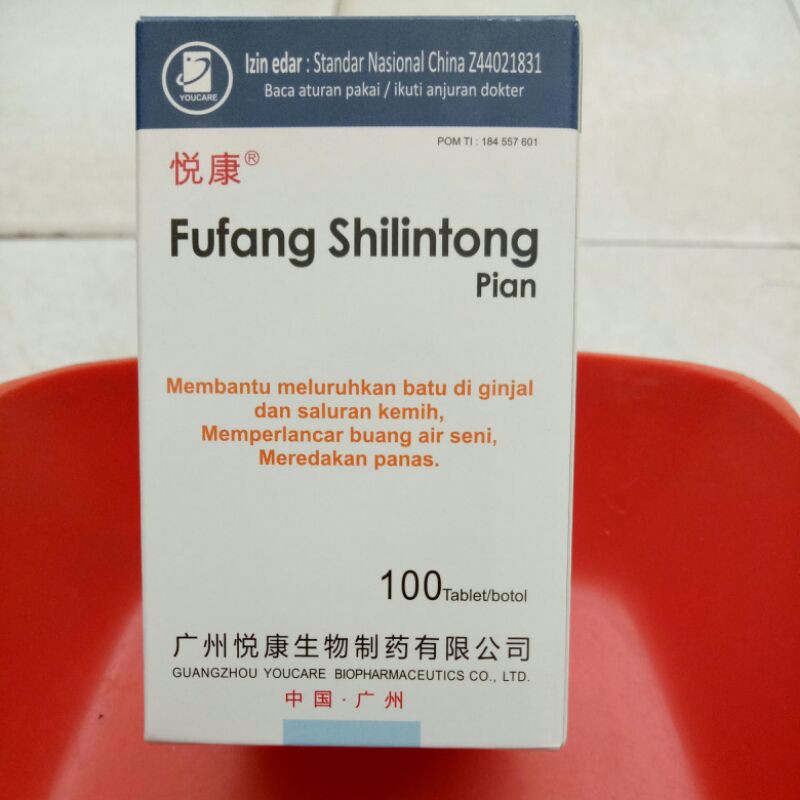 YOUCARE
Izin edar : Standar Nasional China Z44021831
Baca aturan pakai / ikuti anjuran dokter
POM TI : 184 557 601
悦康®
Fufang Shilintong
Pian
Membantu meluruhkan batu di ginjal
dan saluran kemih,
Memperlancar buang air seni,
Meredakan panas.
100 Tablet/botol
广州悦康生物制药有限公司
GUANGZHOU YOUCARE BIOPHARMACEUTICS CO., LTD.
中国·广州